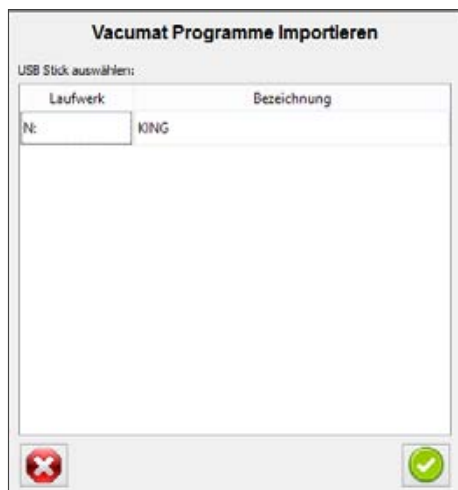 Vacumat Programme Importieren
USB Stick auswählen:
Laufwerk Bezeichnung
N: KING